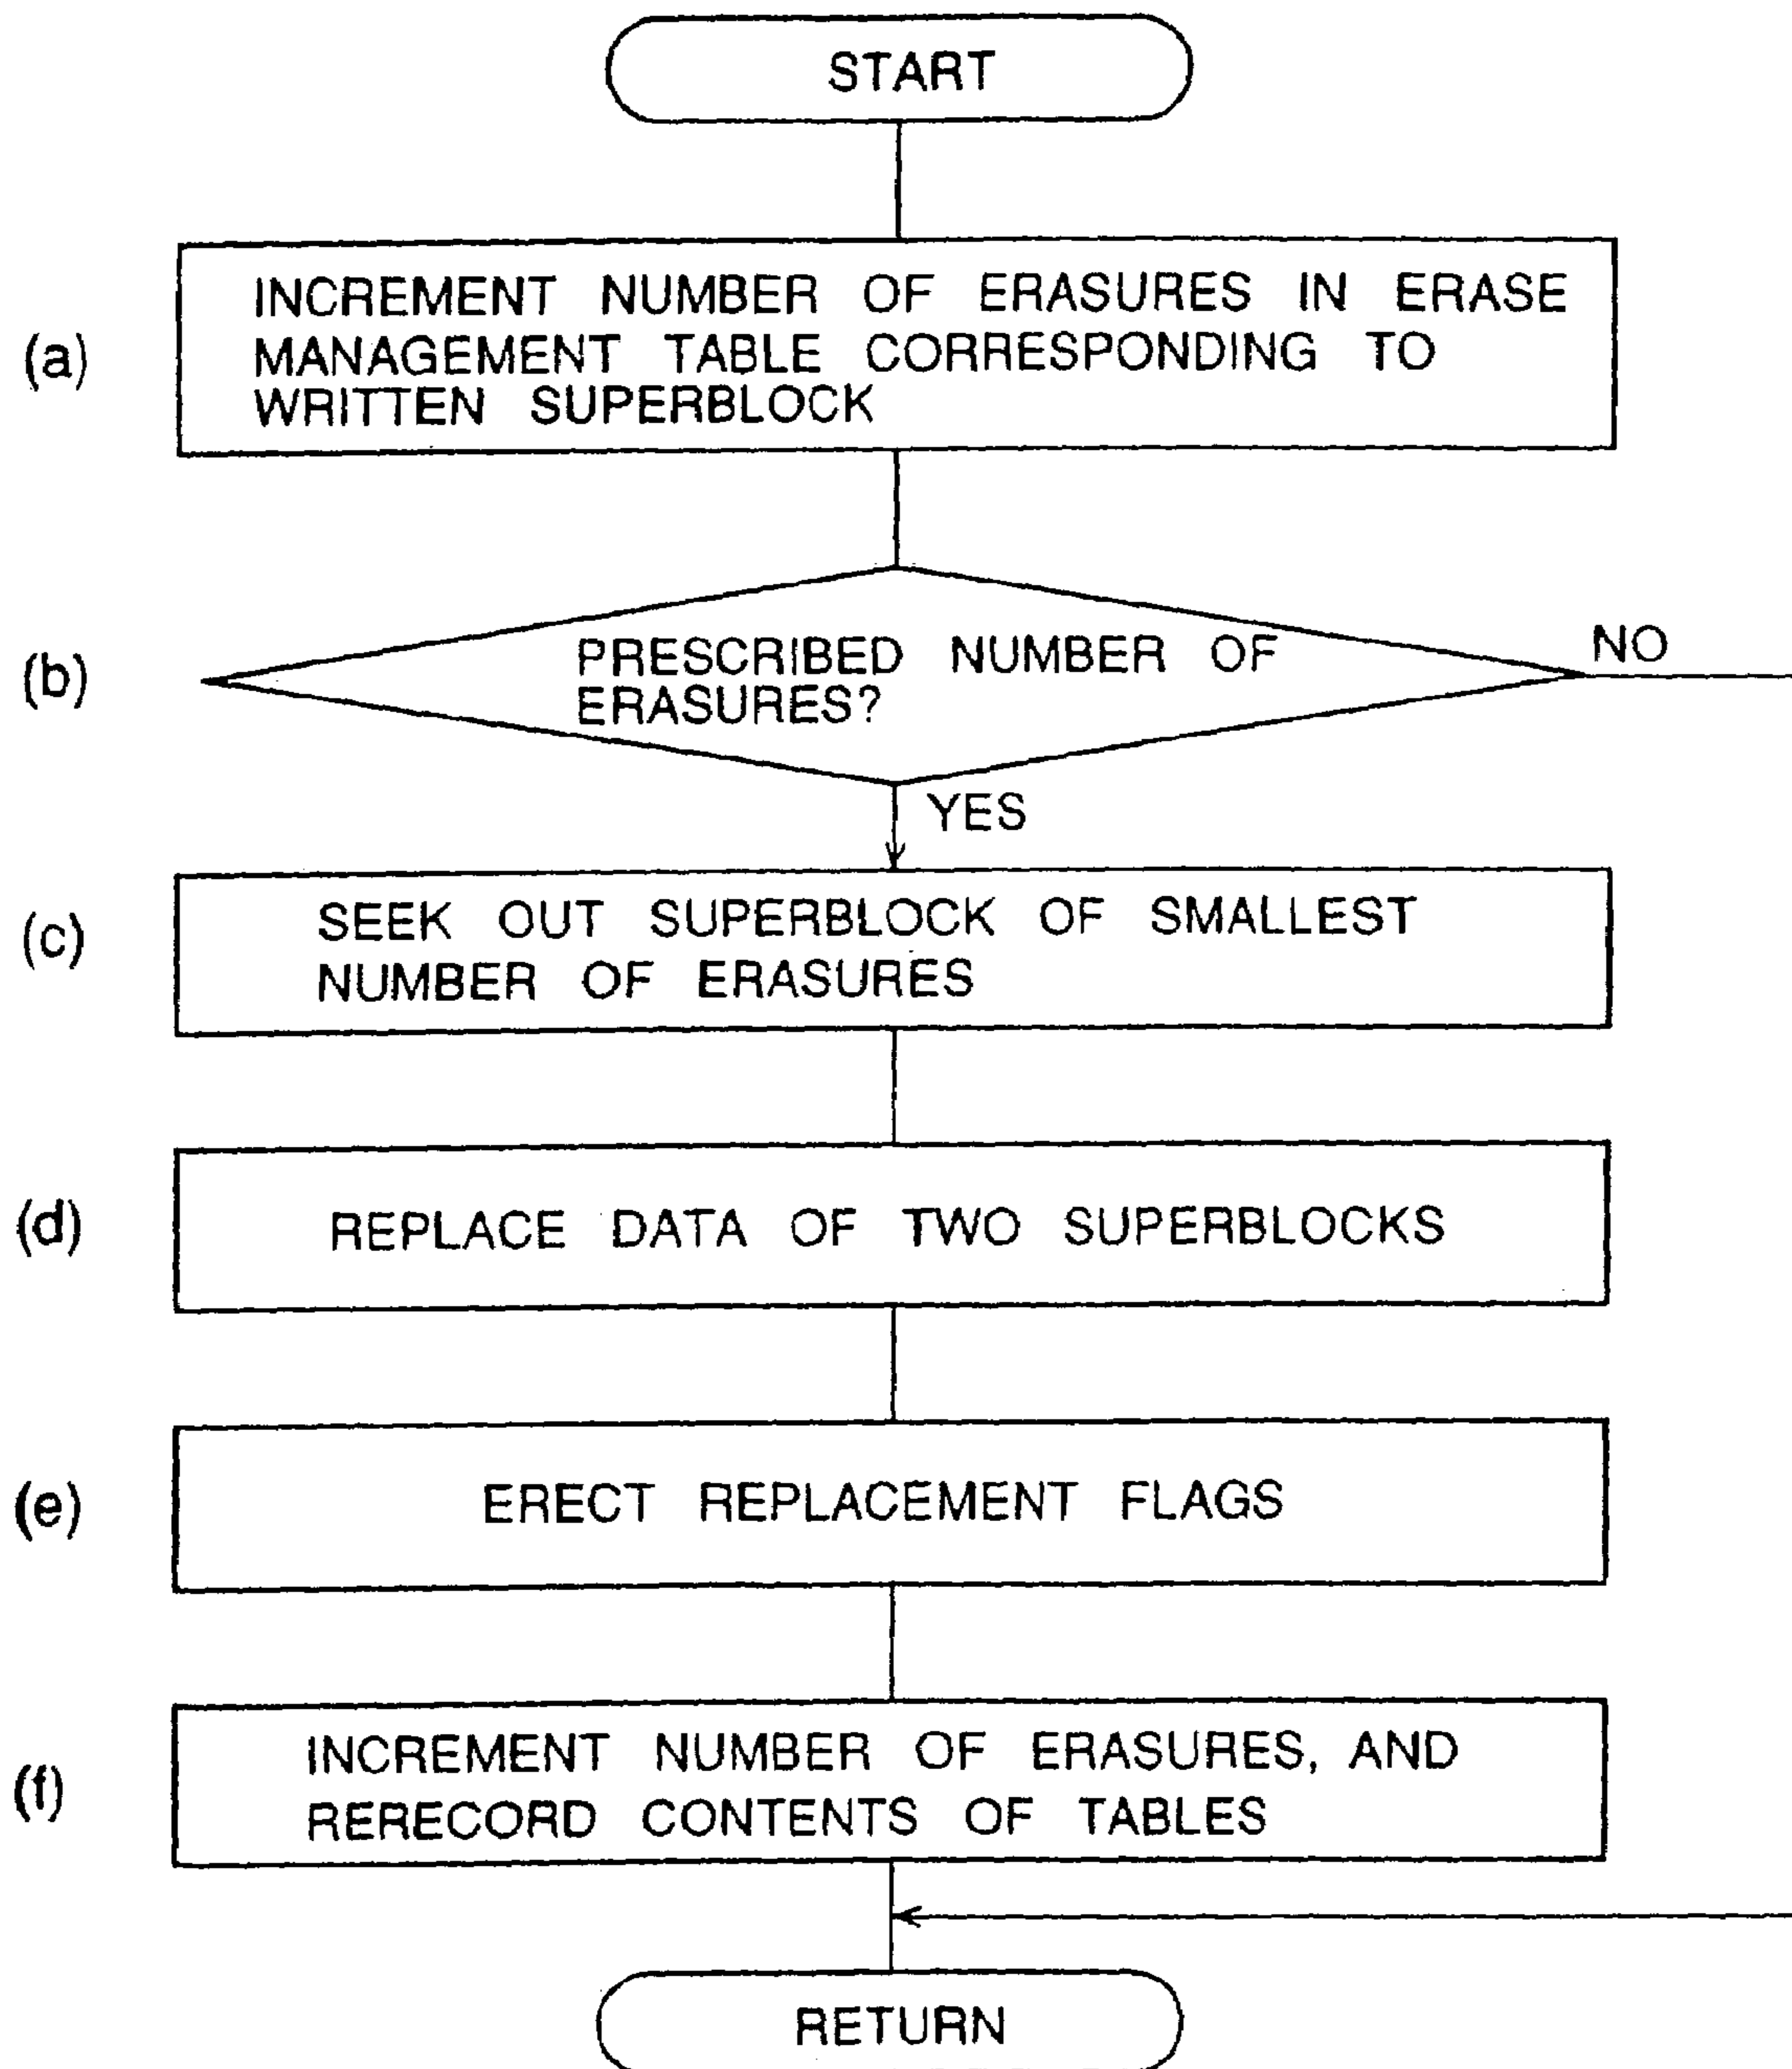 START
(a)
INCREMENT NUMBER OF ERASURES IN ERASE
MANAGEMENT TABLE CORRESPONDING TO
WRITTEN SUPERBLOCK
(b)
PRESCRIBED NUMBER OF
ERASURES?
NO
YES
(c)
SEEK OUT SUPERBLOCK OF SMALLEST
NUMBER OF ERASURES
(d)
REPLACE DATA OF TWO SUPERBLOCKS
(e)
ERECT REPLACEMENT FLAGS
(f)
INCREMENT NUMBER OF ERASURES, AND
RERECORD CONTENTS OF TABLES
RETURN